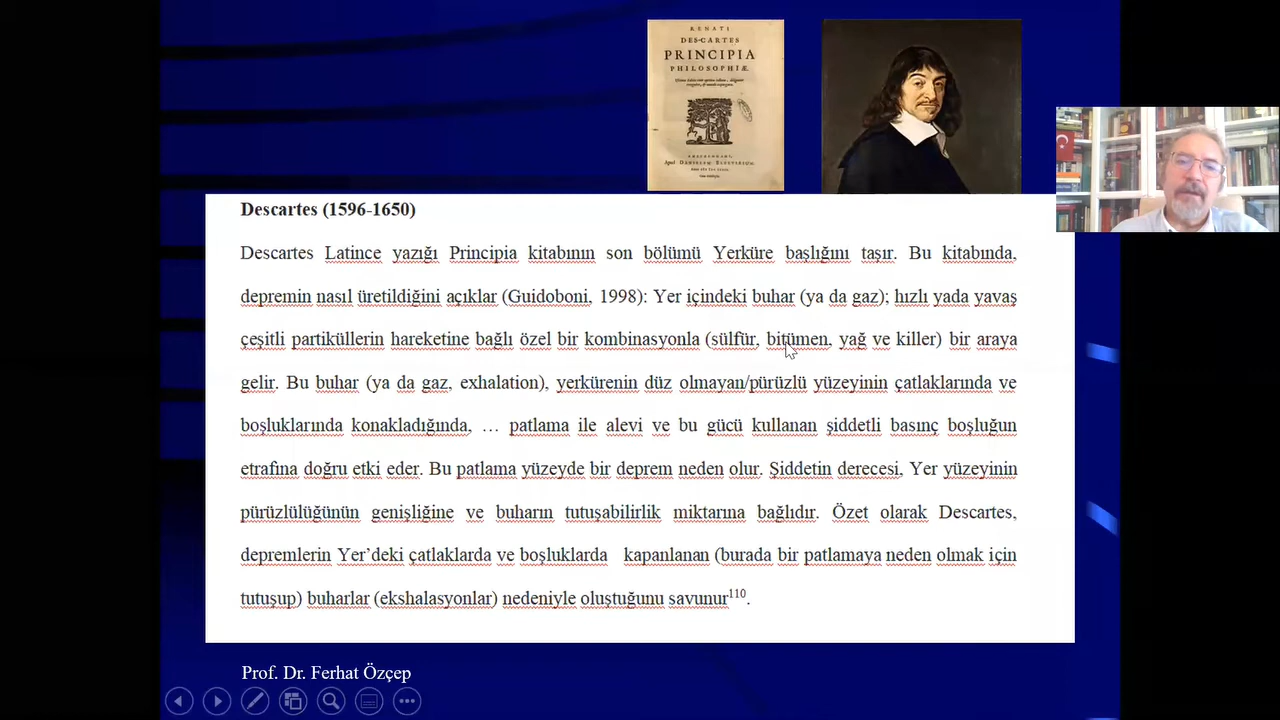 RENATI
DES-CARTES
PRINCIPIA
PHILOSOPHIÆ.
Descartes (1596-1650)
Descartes Latince yazığı Principia kitabının son bölümü Yerküre başlığını taşır. Bu kitabında,
depremin nasıl üretildiğini açıklar (Guidoboni, 1998): Yer içindeki buhar (ya da gaz); hızlı yada yavaş
çeşitli partiküllerin hareketine bağlı özel bir kombinasyonla (sülfür, bitümen, yağ ve killer) bir araya
gelir. Bu buhar (ya da gaz, exhalation), yerkürenin düz olmayan/pürüzlü yüzeyinin çatlaklarında ve
boşluklarında konakladığında, … patlama ile alevi ve bu gücü kullanan şiddetli basınç boşluğun
etrafına doğru etki eder. Bu patlama yüzeyde bir deprem neden olur. Şiddetin derecesi, Yer yüzeyinin
pürüzlülüğünün genişliğine ve buharın tutuşabilirlik miktarına bağlıdır. Özet olarak Descartes,
depremlerin Yer’deki çatlaklarda ve boşluklarda kapanlanan (burada bir patlamaya neden olmak için
tutuşup) buharlar (ekshalasyonlar) nedeniyle oluştuğunu savunur110.
Prof. Dr. Ferhat Özçep